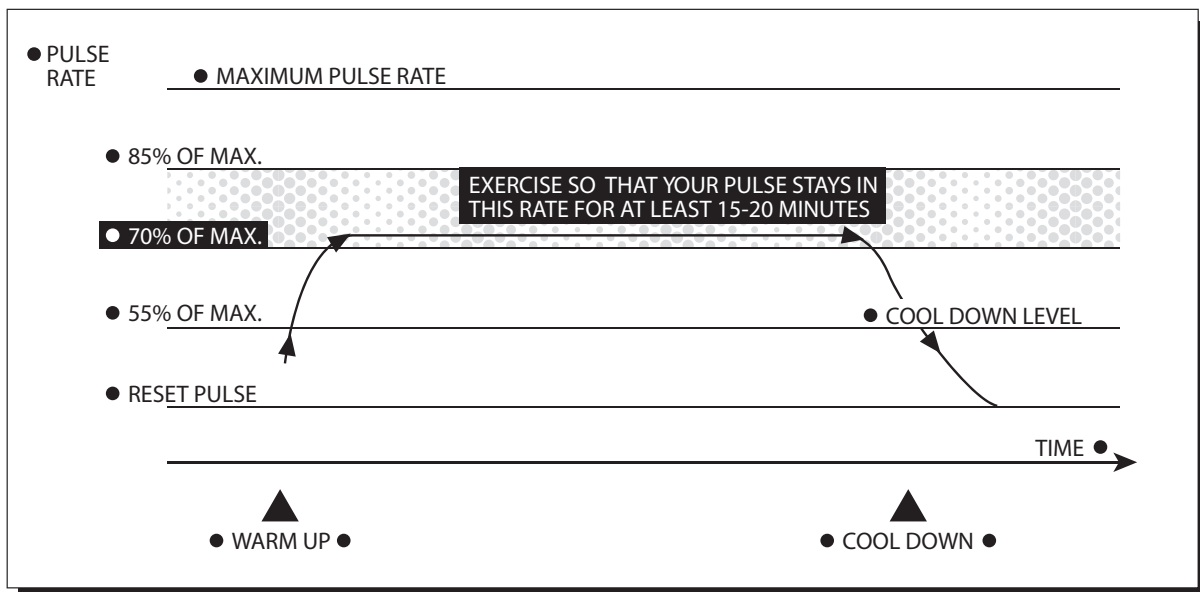 ● PULSE
RATE
● MAXIMUM PULSE RATE
● 85% OF MAX.
EXERCISE SO THAT YOUR PULSE STAYS IN
THIS RATE FOR AT LEAST 15-20 MINUTES
● 70% OF MAX.
● 55% OF MAX.
● COOL DOWN LEVEL
● RESET PULSE
TIME ●
● WARM UP ●
● COOL DOWN ●